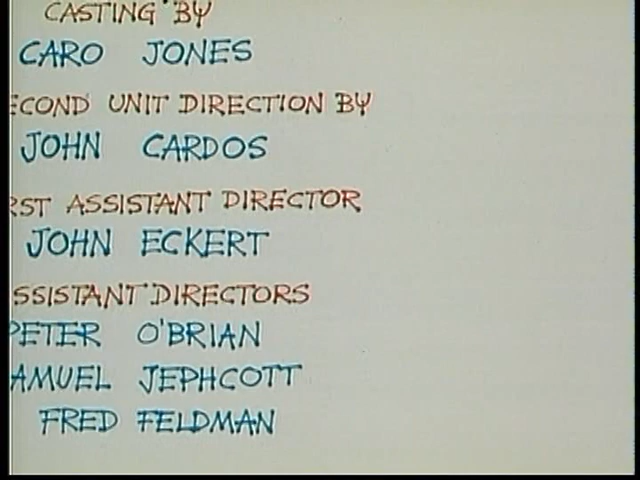 CASTING BY
CARO JONES
ECOND UNIT DIRECTION BY
JOHN CARDOS
RST ASSISTANT DIRECTOR
JOHN ECKERT
SSISTANT DIRECTORS
PETER O'BRIAN
AMUEL JEPHCOTT
FRED FELDMAN